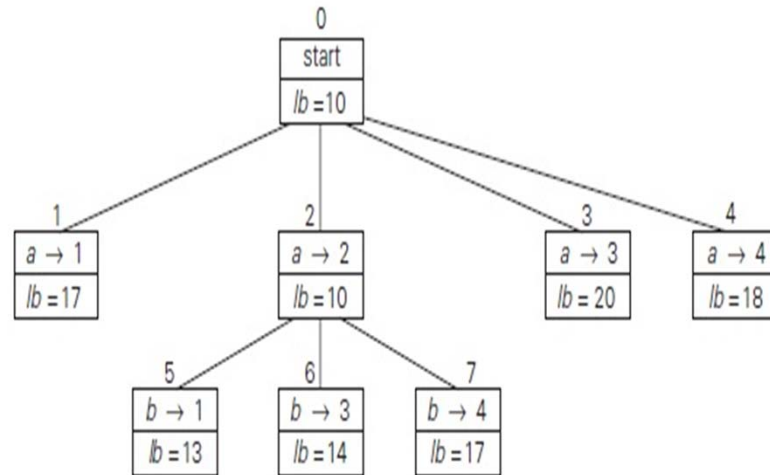 0
start
lb = 10
1 2 3 4
a → 1 a → 2 a → 3 a → 4
lb = 17 lb = 10 lb = 20 lb = 18
5 6 7
b → 1 b → 3 b → 4
lb = 13 lb = 14 lb = 17